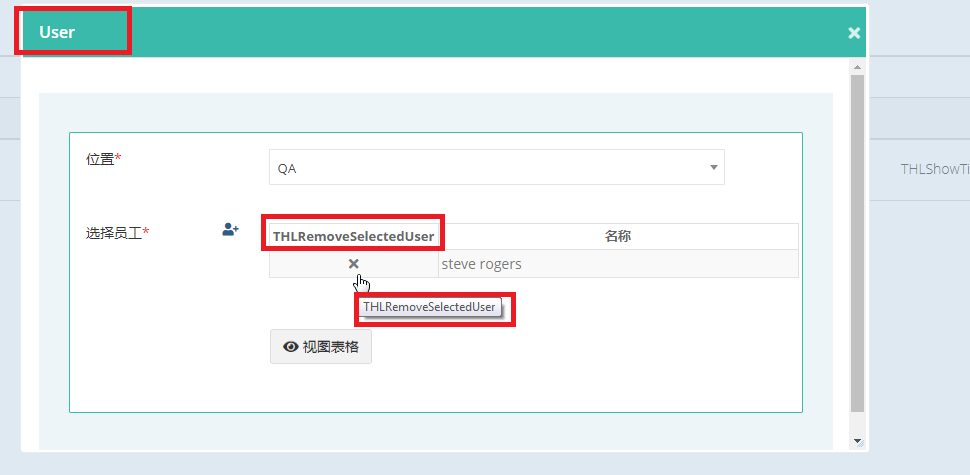 User
位置*
QA
THLShowTi
选择员工*
THLRemoveSelectedUser 名称
steve rogers
THLRemoveSelectedUser
视图表格